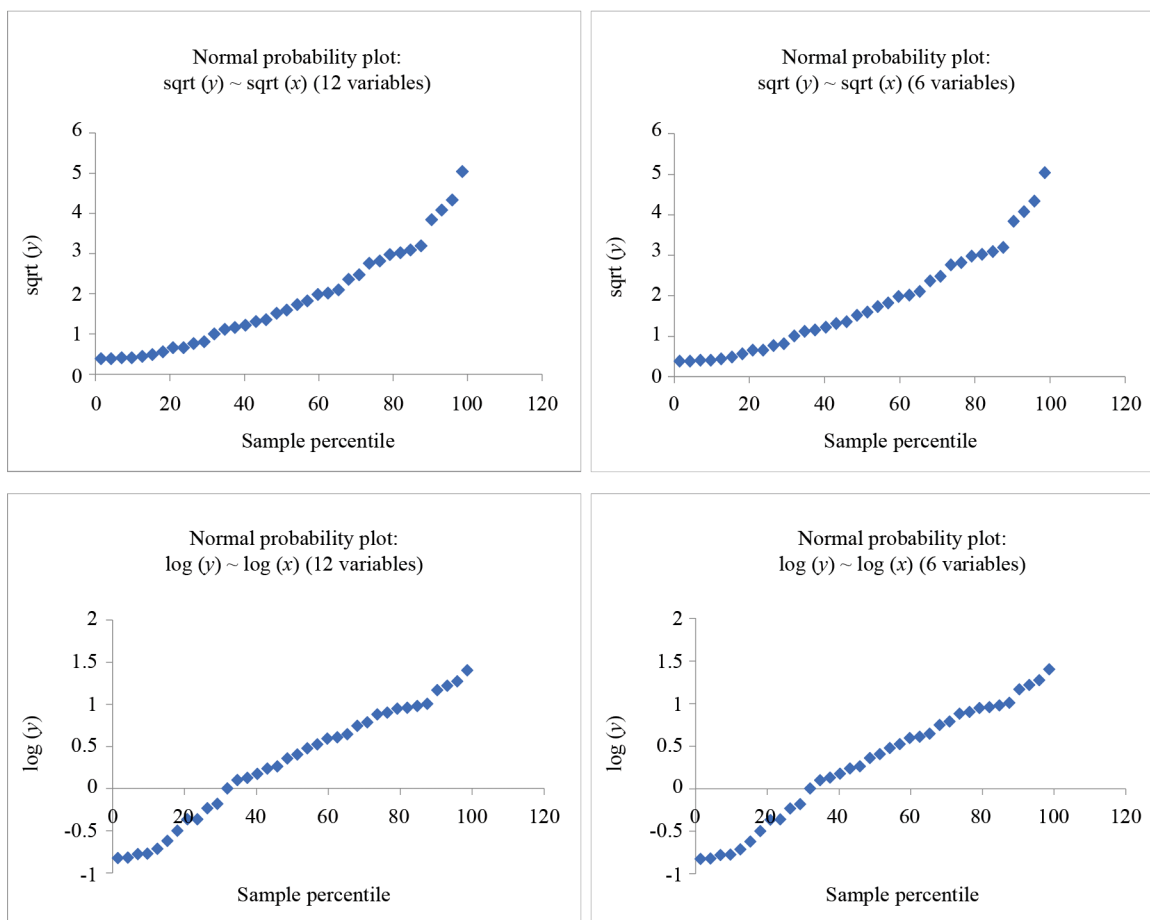 Normal probability plot:
sqrt (y) ~ sqrt (x) (12 variables)
6
5
4
3
2
1
0
sqrt (y)
0 20 40 60 80 100 120
Sample percentile
Normal probability plot:
sqrt (y) ~ sqrt (x) (6 variables)
6
5
4
3
2
1
0
sqrt (y)
0 20 40 60 80 100 120
Sample percentile
Normal probability plot:
log (y) ~ log (x) (12 variables)
2
1.5
1
0.5
0
-0.5
-1
log (y)
0 20 40 60 80 100 120
Sample percentile
Normal probability plot:
log (y) ~ log (x) (6 variables)
2
1.5
1
0.5
0
-0.5
-1
log (y)
0 20 40 60 80 100 120
Sample percentile